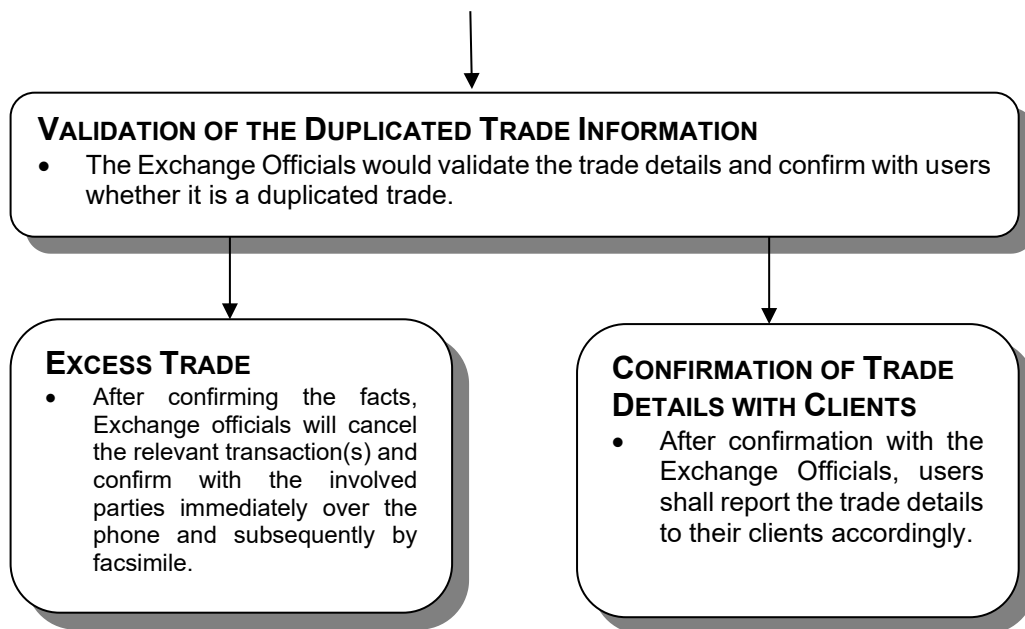 VALIDATION OF THE DUPLICATED TRADE INFORMATION
• The Exchange Officials would validate the trade details and confirm with users
whether it is a duplicated trade.
EXCESS TRADE
• After confirming the facts,
Exchange officials will cancel
the relevant transaction(s) and
confirm with the involved
parties immediately over the
phone and subsequently by
facsimile.
CONFIRMATION OF TRADE
DETAILS WITH CLIENTS
• After confirmation with the
Exchange Officials, users
shall report the trade details
to their clients accordingly.